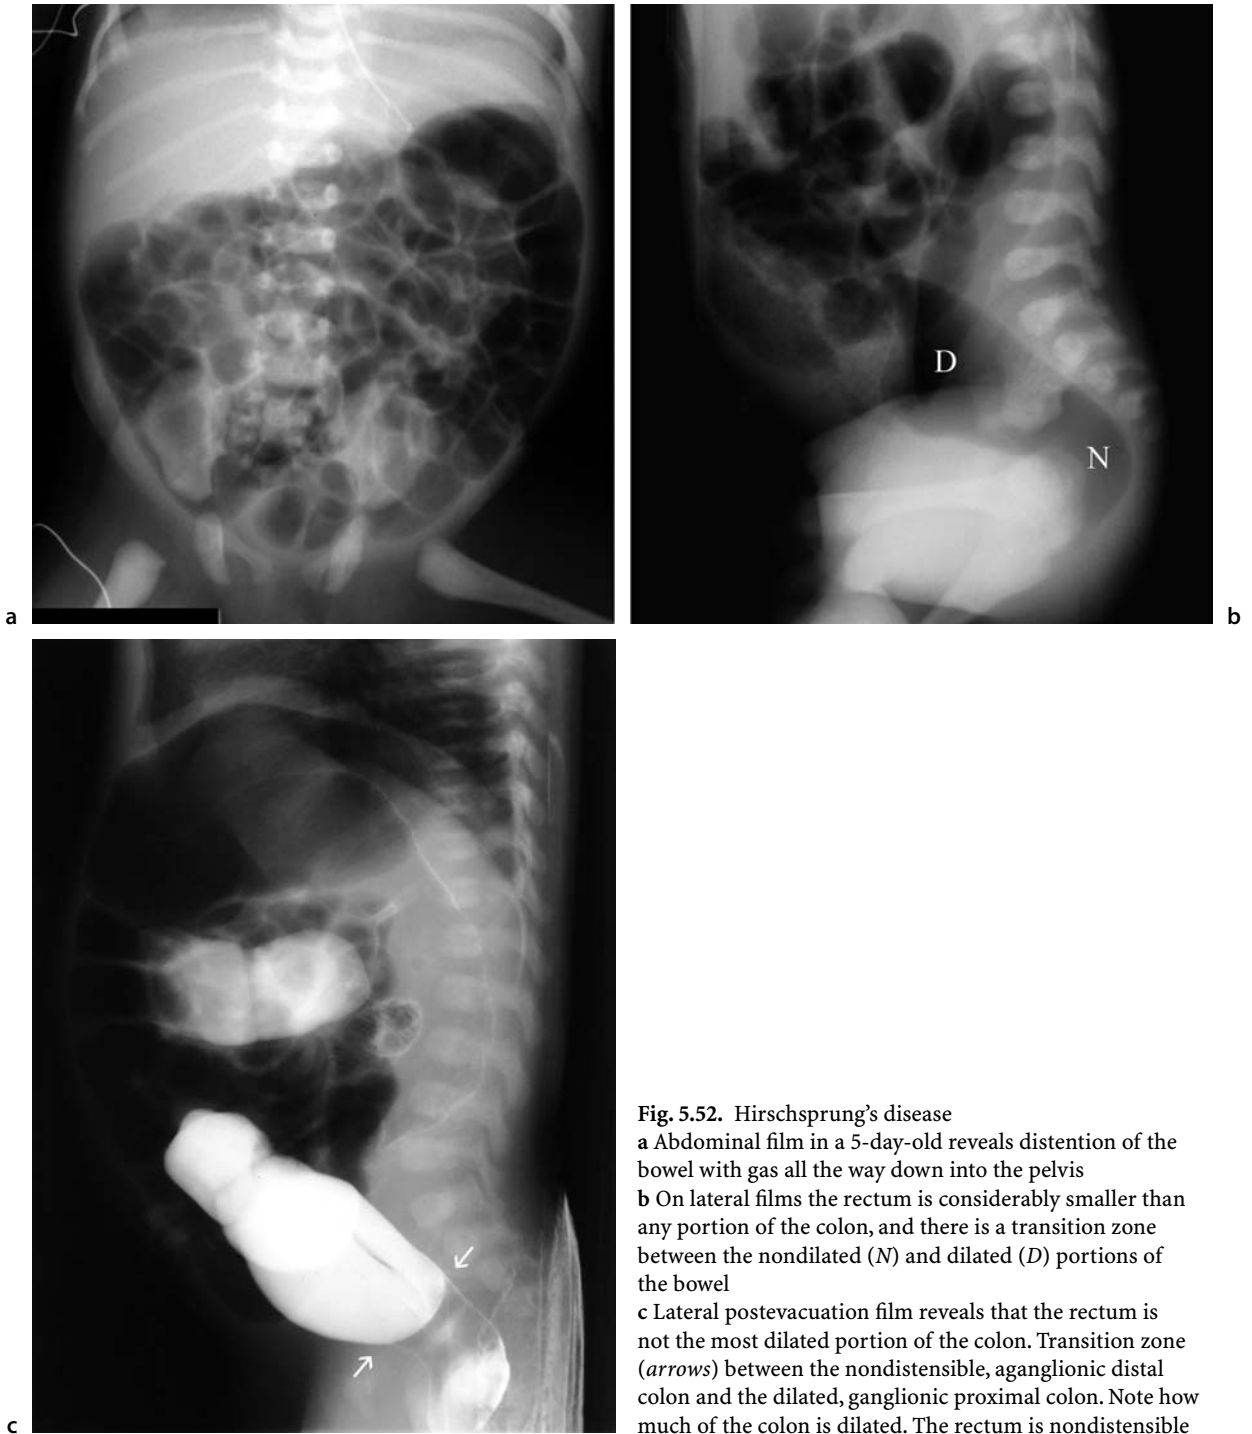 D
N
a
b
c
Fig. 5.52. Hirschsprung’s disease
a Abdominal film in a 5-day-old reveals distention of the
bowel with gas all the way down into the pelvis
b On lateral films the rectum is considerably smaller than
any portion of the colon, and there is a transition zone
between the nondilated (N) and dilated (D) portions of
the bowel
c Lateral postevacuation film reveals that the rectum is
not the most dilated portion of the colon. Transition zone
(arrows) between the nondistensible, aganglionic distal
colon and the dilated, ganglionic proximal colon. Note how
much of the colon is dilated. The rectum is nondistensible